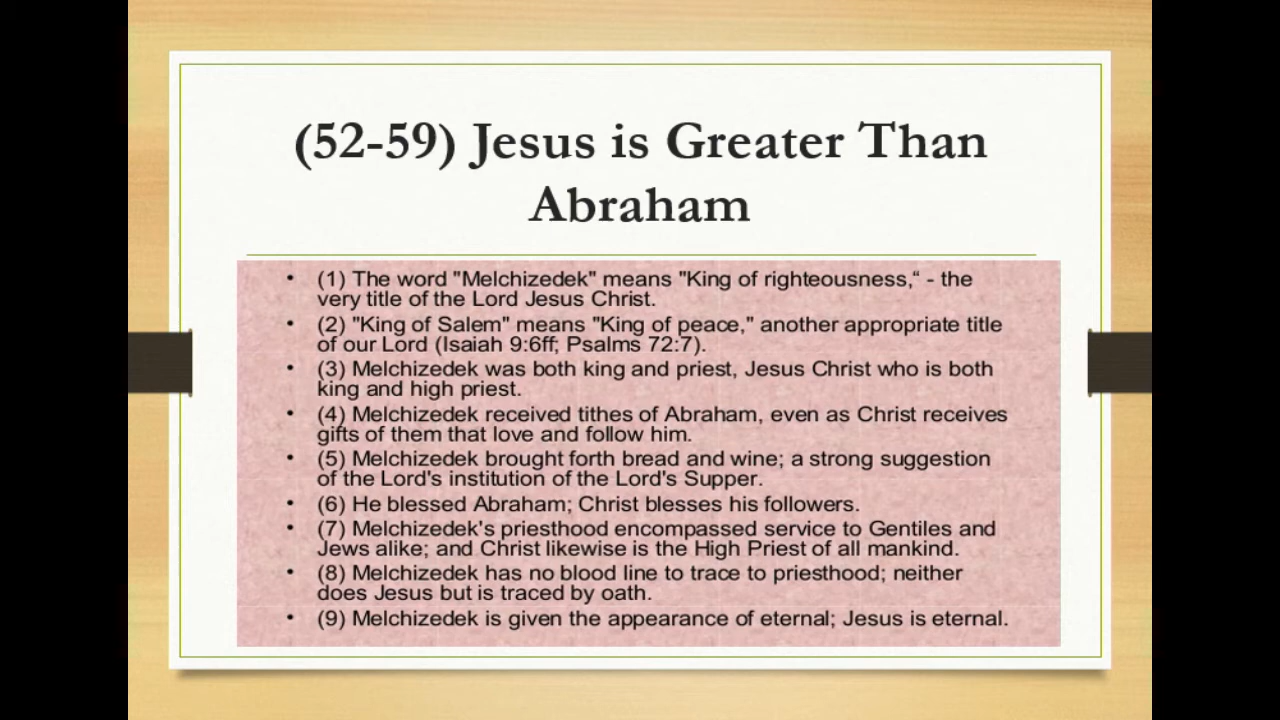 (52-59) Jesus is Greater Than
Abraham
• (1) The word "Melchizedek" means "King of righteousness,“ - the
very title of the Lord Jesus Christ.
• (2) "King of Salem" means "King of peace," another appropriate title
of our Lord (Isaiah 9:6ff; Psalms 72:7).
• (3) Melchizedek was both king and priest, Jesus Christ who is both
king and high priest.
• (4) Melchizedek received tithes of Abraham, even as Christ receives
gifts of them that love and follow him.
• (5) Melchizedek brought forth bread and wine; a strong suggestion
of the Lord's institution of the Lord's Supper.
• (6) He blessed Abraham; Christ blesses his followers.
• (7) Melchizedek's priesthood encompassed service to Gentiles and
Jews alike; and Christ likewise is the High Priest of all mankind.
• (8) Melchizedek has no blood line to trace to priesthood; neither
does Jesus but is traced by oath.
• (9) Melchizedek is given the appearance of eternal; Jesus is eternal.